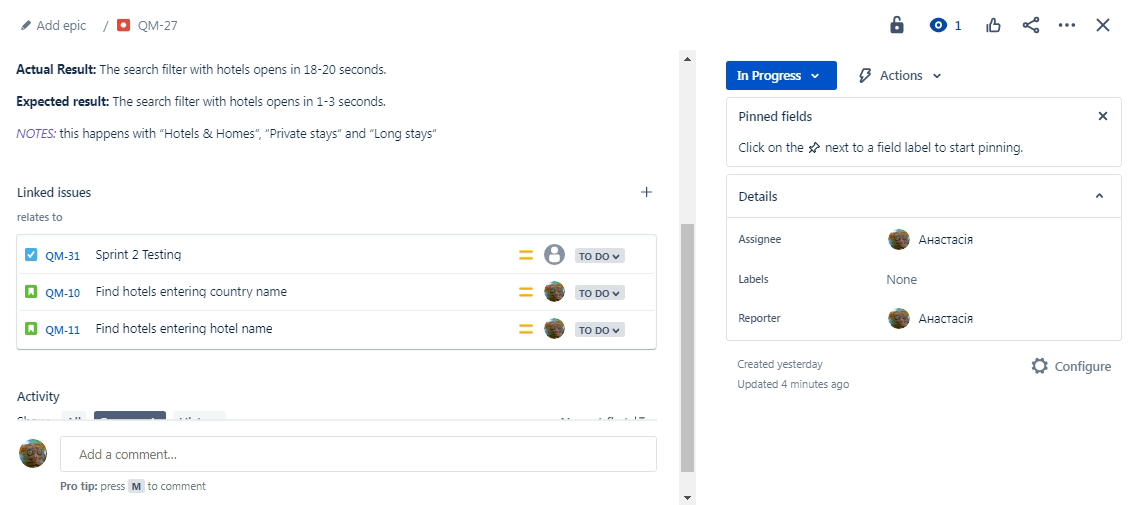 Add epic / QM-27
1
Actual Result: The search filter with hotels opens in 18-20 seconds.
Expected result: The search filter with hotels opens in 1-3 seconds.
NOTES: this happens with “Hotels & Homes”, “Private stays” and “Long stays”
Linked issues
relates to
QM-31 Sprint 2 Testing TO DO
QM-10 Find hotels entering country name TO DO
QM-11 Find hotels entering hotel name TO DO
Activity
Add a comment...
Pro tip: press M to comment
In Progress
Actions
Pinned fields
Click on the next to a field label to start pinning.
Details
Assignee Анастасія
Labels None
Reporter Анастасія
Created yesterday
Updated 4 minutes ago
Configure